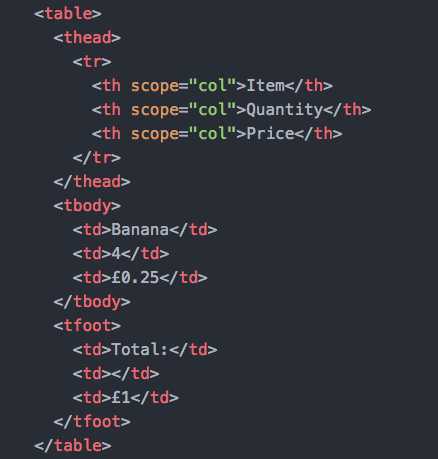 <table>
  <thead>
    <tr>
      <th scope="col">Item</th>
      <th scope="col">Quantity</th>
      <th scope="col">Price</th>
    </tr>
  </thead>
  <tbody>
    <td>Banana</td>
    <td>4</td>
    <td>£0.25</td>
  </tbody>
  <tfoot>
    <td>Total:</td>
    <td></td>
    <td>£1</td>
  </tfoot>
</table>